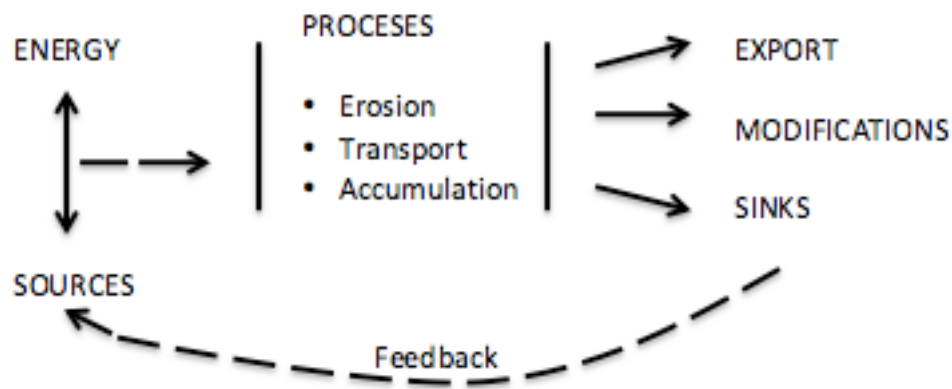 PROCESES
ENERGY
EXPORT
• Erosion
• Transport
• Accumulation
MODIFICATIONS
SINKS
SOURCES
Feedback